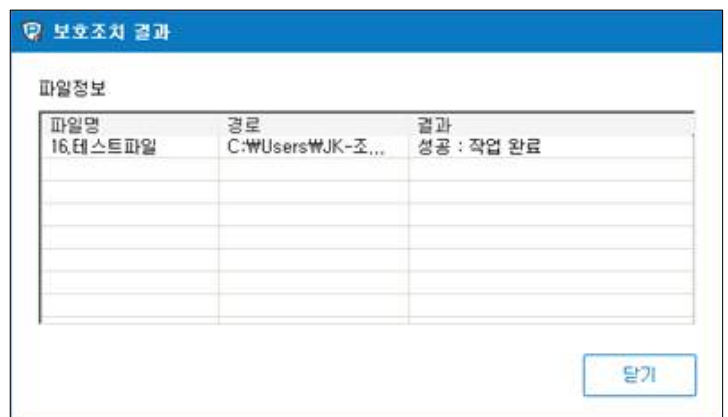 보호조치 결과
파일정보
파일명 경로 결과
16.테스트파일 C:₩Users₩JK-조... 성공 : 작업 완료
닫기